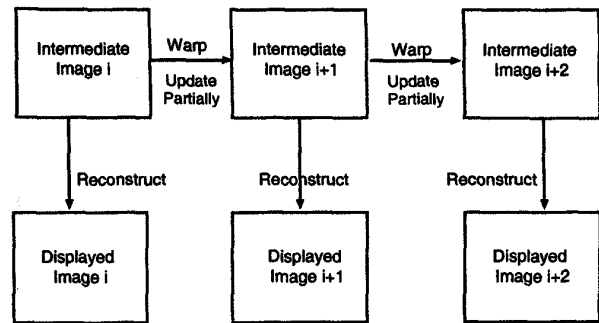 Intermediate
Image i
Warp
Update
Partially
Intermediate
Image i+1
Warp
Update
Partially
Intermediate
Image i+2
Reconstruct
Reconstruct
Reconstruct
Displayed
Image i
Displayed
Image i+1
Displayed
Image i+2